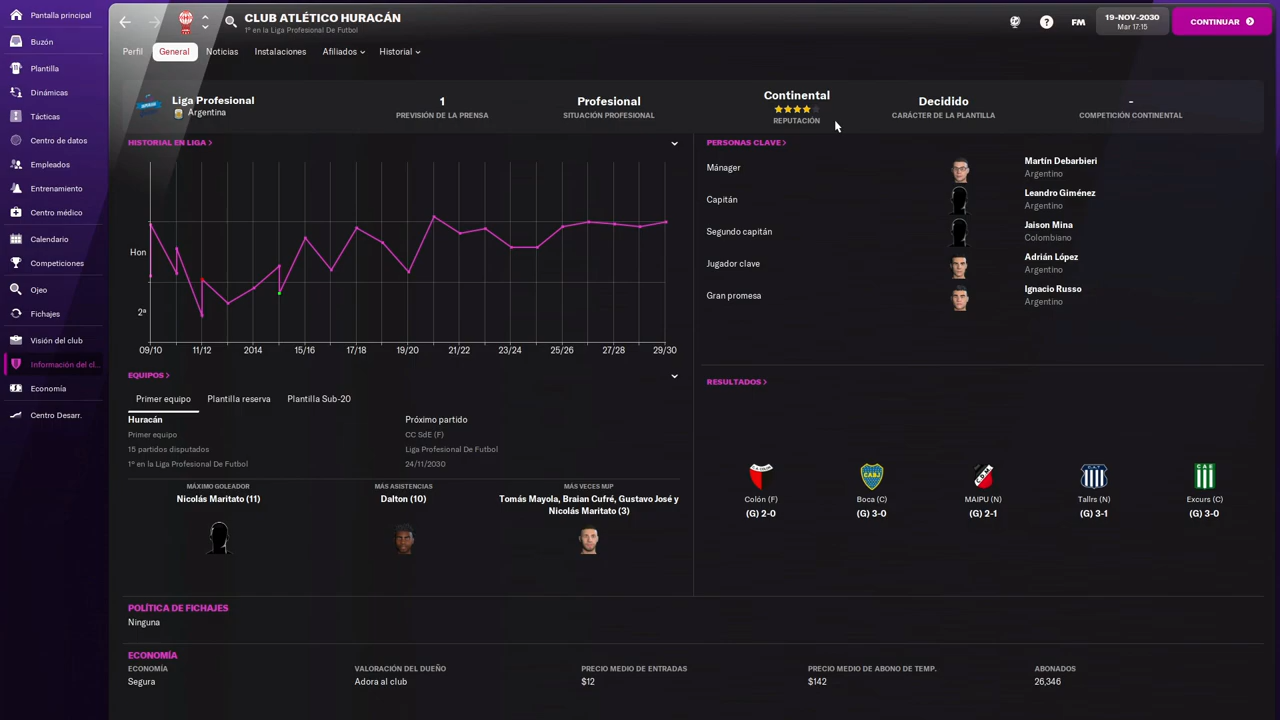 Pantalla principal
Buzón
Plantilla
Dinámicas
Tácticas
Centro de datos
Empleados
Entrenamiento
Centro médico
Calendario
Competiciones
Ojeo
Fichajes
Visión del club
Información del cl...
Economía
Centro Desarr.
CLUB ATLÉTICO HURACÁN
1º en la Liga Profesional De Futbol
FM
19-NOV-2030
Mar 17:15
CONTINUAR
Perfil General Noticias Instalaciones Afiliados Historial
Liga Profesional
Argentina
1
PREVISIÓN DE LA PRENSA
Profesional
SITUACIÓN PROFESIONAL
Continental
REPUTACIÓN
Decidido
CARÁCTER DE LA PLANTILLA
-
COMPETICIÓN CONTINENTAL
HISTORIAL EN LIGA >
Hon
2ª
09/10 11/12 2014 15/16 17/18 19/20 21/22 23/24 25/26 27/28 29/30
PERSONAS CLAVE >
Mánager
Martín Debarbieri
Argentino
Capitán
Leandro Giménez
Argentino
Segundo capitán
Jaison Mina
Colombiano
Jugador clave
Adrián López
Argentino
Gran promesa
Ignacio Russo
Argentino
EQUIPOS >
Primer equipo Plantilla reserva Plantilla Sub-20
Huracán
Primer equipo
15 partidos disputados
1º en la Liga Profesional De Futbol
Próximo partido
CC SdE (F)
Liga Profesional De Futbol
24/11/2030
MÁXIMO GOLEADOR
Nicolás Maritato (11)
MÁS ASISTENCIAS
Dalton (10)
MÁS VECES MJP
Tomás Mayola, Braian Cufré, Gustavo José y
Nicolás Maritato (3)
RESULTADOS >
Colón (F)
(G) 2-0
CABJ
Boca (C)
(G) 3-0
MAIPU (N)
(G) 2-1
Tallrs (N)
(G) 3-1
Excurs (C)
(G) 3-0
POLÍTICA DE FICHAJES
Ninguna
ECONOMÍA
ECONOMÍA
Segura
VALORACIÓN DEL DUEÑO
Adora al club
PRECIO MEDIO DE ENTRADAS
$12
PRECIO MEDIO DE ABONO DE TEMP.
$142
ABONADOS
26,346